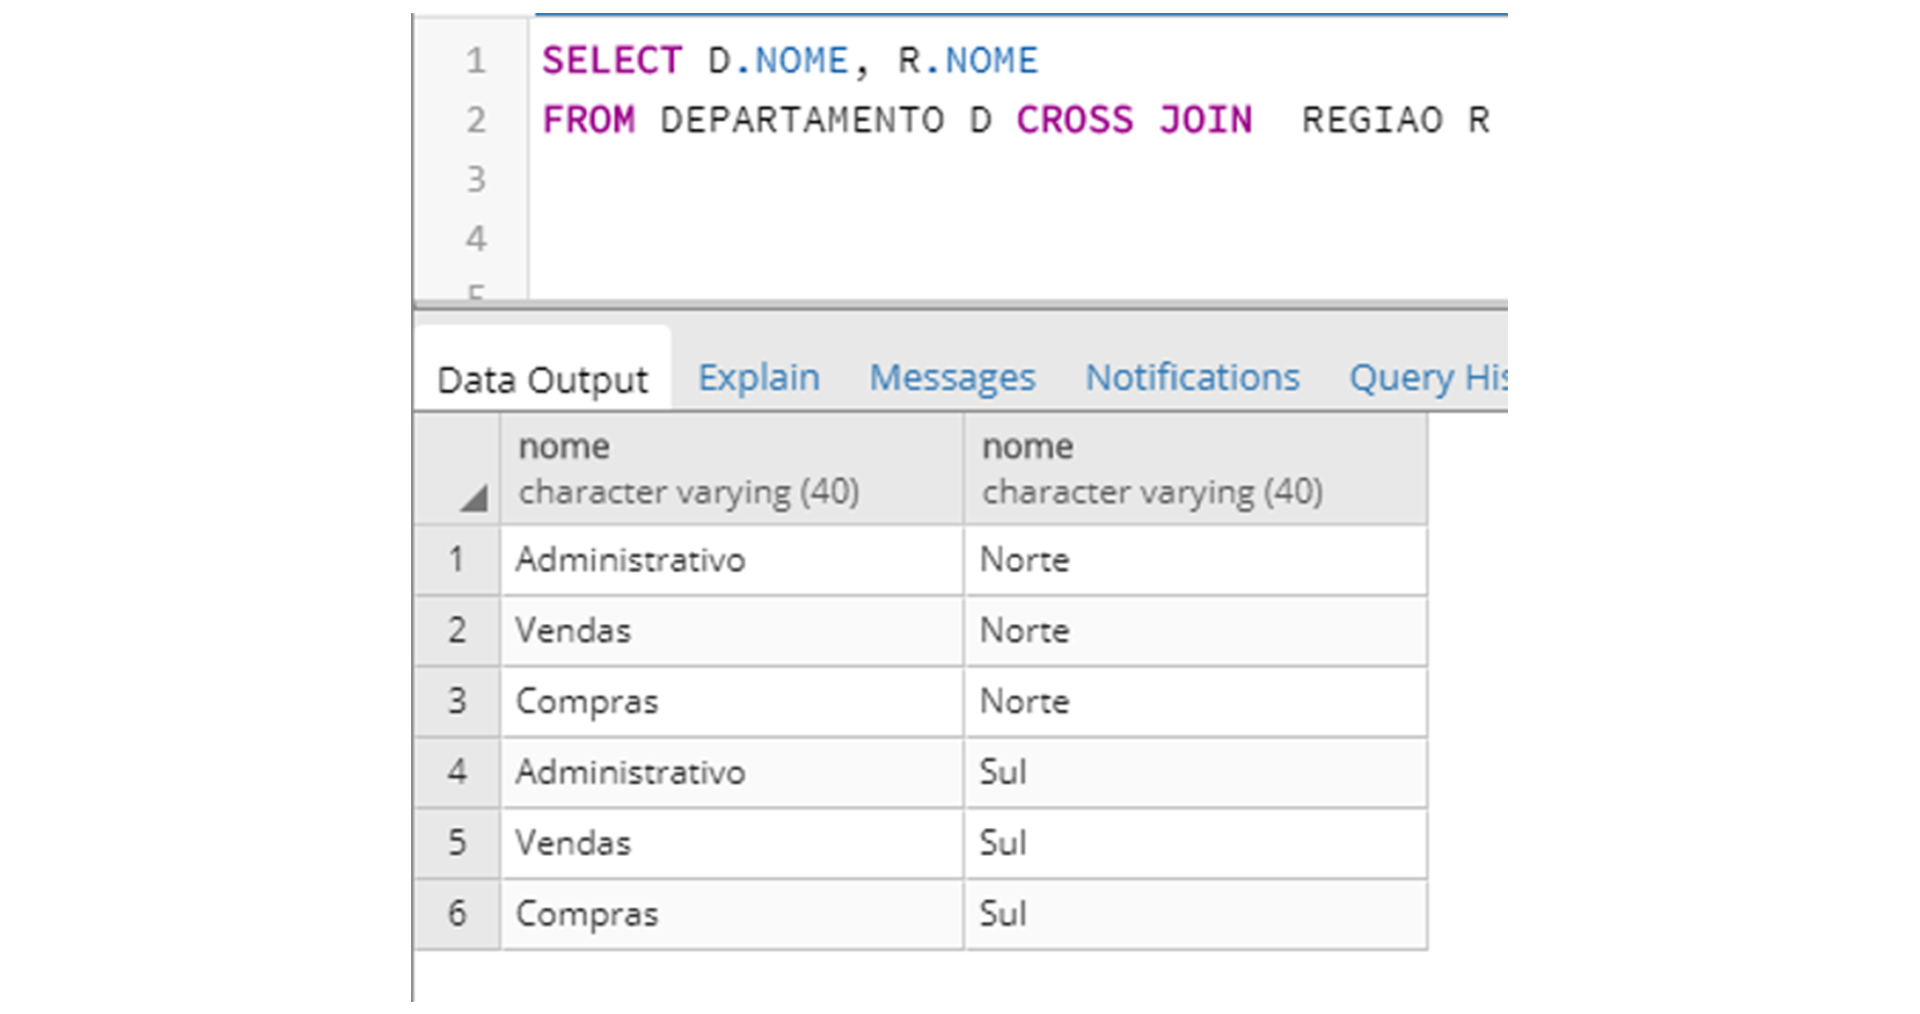 1 SELECT D.NOME, R.NOME
2 FROM DEPARTAMENTO D CROSS JOIN  REGIAO R
3
4
5
Data Output Explain Messages Notifications Query His
nome nome
character varying (40) character varying (40)
1 Administrativo Norte
2 Vendas Norte
3 Compras Norte
4 Administrativo Sul
5 Vendas Sul
6 Compras Sul